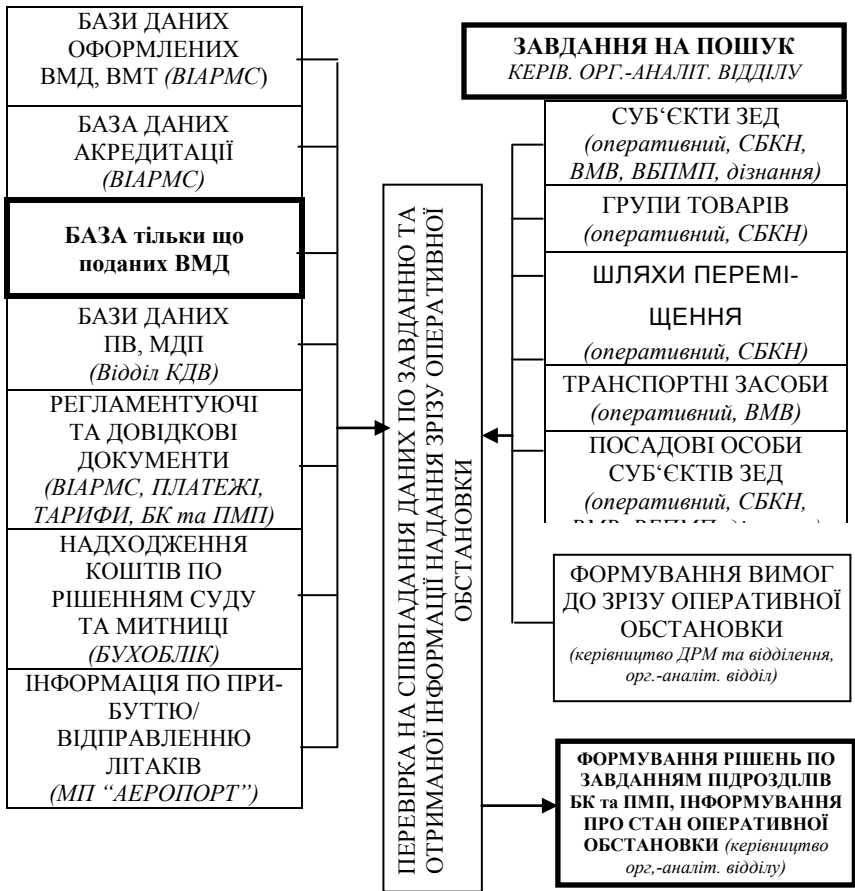 БАЗИ ДАНИХ
ОФОРМЛЕНИХ
ВМД, ВМТ (ВІАРМС)
БАЗА ДАНИХ
АКРЕДИТАЦІЇ
(ВІАРМС)
БАЗА тільки що
поданих ВМД
БАЗИ ДАНИХ
ПВ, МДП
(Відділ КДВ)
РЕГЛАМЕНТУЮЧІ
ТА ДОВІДКОВІ
ДОКУМЕНТИ
(ВІАРМС, ПЛАТЕЖІ,
ТАРИФИ, БК та ПМП)
НАДХОДЖЕННЯ
КОШТІВ ПО
РІШЕННЯМ СУДУ
ТА МИТНИЦІ
(БУХОБЛІК)
ІНФОРМАЦІЯ ПО ПРИ-
БУТТЮ/
ВІДПРАВЛЕННЮ
ЛІТАКІВ
(МП “АЕРОПОРТ”)
ПЕРЕВІРКА НА СПІВПАДАННЯ ДАНИХ ПО ЗАВДАННЮ ТА
ОТРИМАНОЇ ІНФОРМАЦІЇ НАДАННЯ ЗРІЗУ ОПЕРАТИВНОЇ
ОБСТАНОВКИ
ЗАВДАННЯ НА ПОШУК
КЕРІВ. ОРГ.-АНАЛІТ. ВІДДІЛУ
СУБ‘ЄКТИ ЗЕД
(оперативний, СБКН,
ВМВ, ВБПМП, дізнання)
ГРУПИ ТОВАРІВ
(оперативний, СБКН)
ШЛЯХИ ПЕРЕМІ-
ЩЕННЯ
(оперативний, СБКН)
ТРАНСПОРТНІ ЗАСОБИ
(оперативний, ВМВ)
ПОСАДОВІ ОСОБИ
СУБ‘ЄКТІВ ЗЕД
(оперативний, СБКН,
ФОРМУВАННЯ ВИМОГ
ДО ЗРІЗУ ОПЕРАТИВНОЇ
ОБСТАНОВКИ
(керівництво ДРМ та відділення,
орг.-аналіт. відділ)
ФОРМУВАННЯ РІШЕНЬ ПО
ЗАВДАННЯМ ПІДРОЗДІЛІВ
БК та ПМП, ІНФОРМУВАННЯ
ПРО СТАН ОПЕРАТИВНОЇ
ОБСТАНОВКИ (керівництво
орг,-аналіт. відділу)